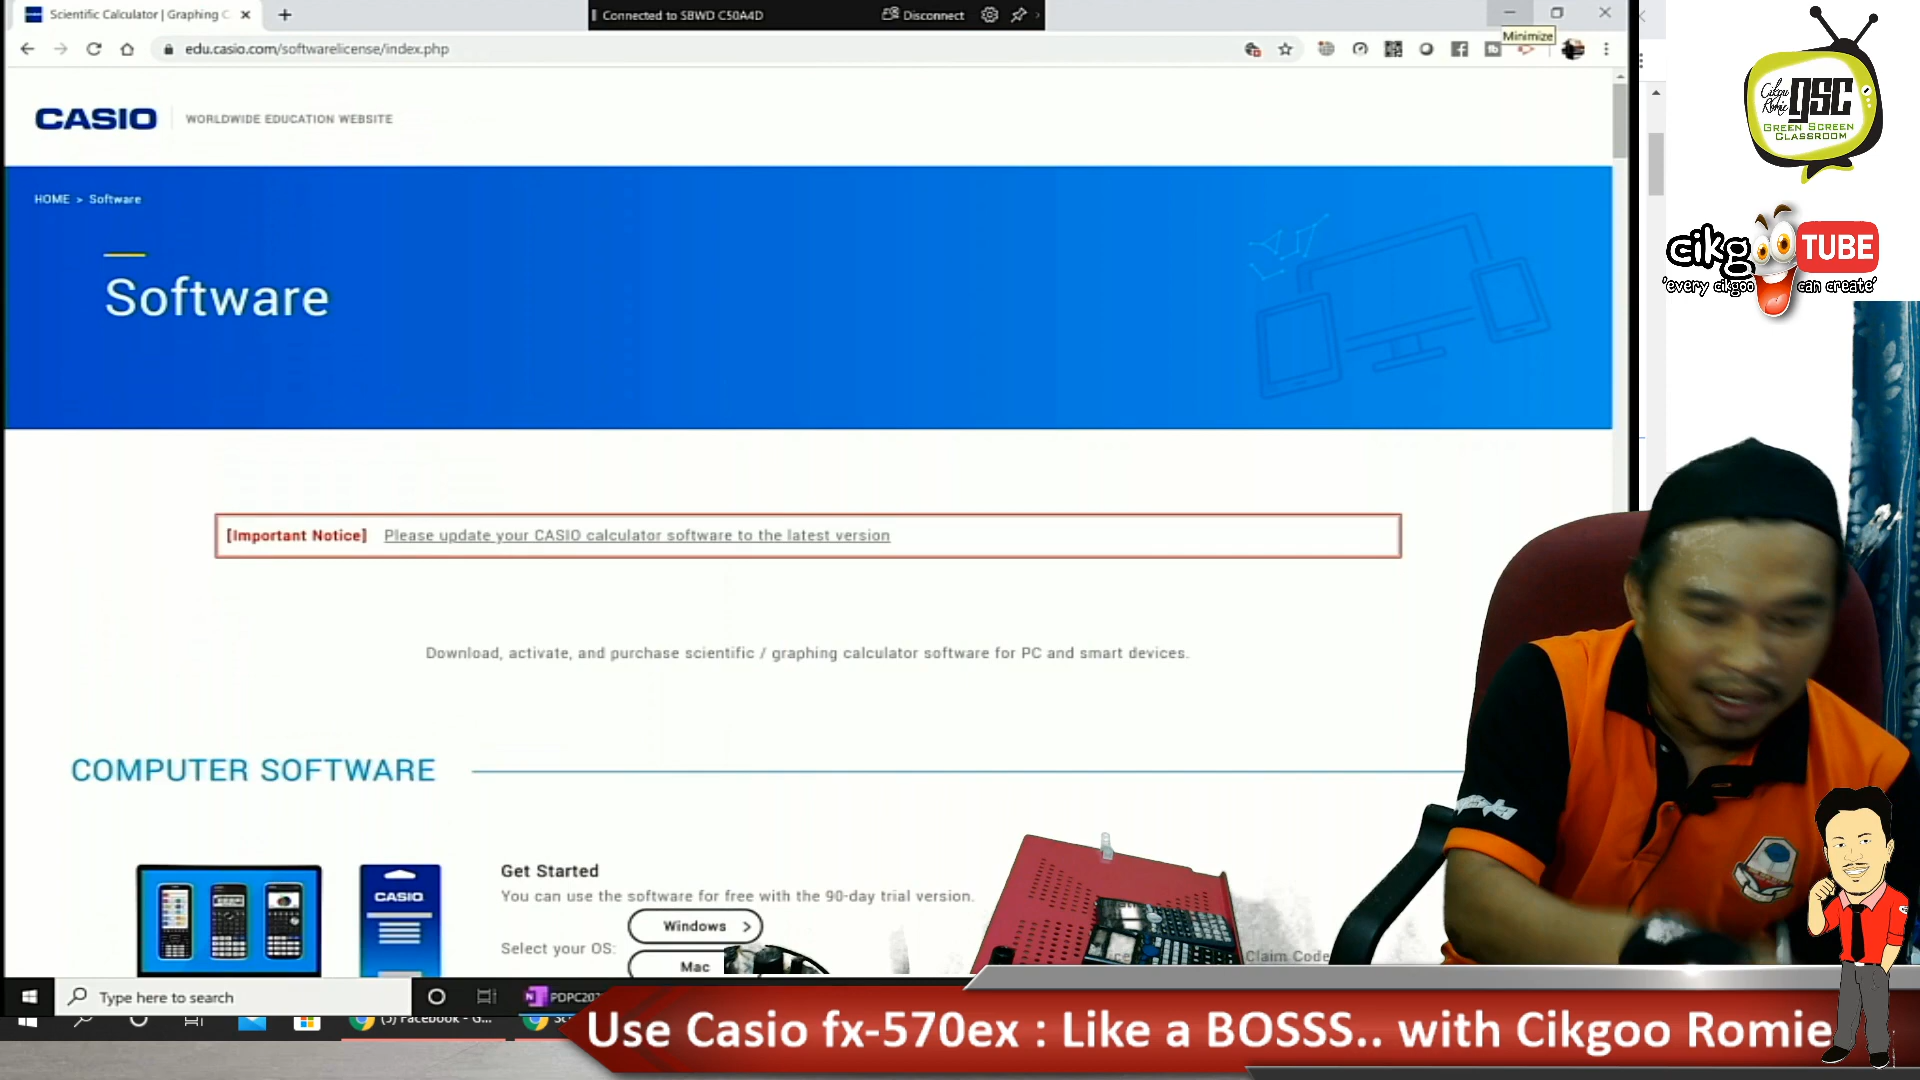 Scientific Calculator | Graphing C
Connected to SBWD C50A4D
Disconnect
edu.casio.com/softwarelicense/index.php
Minimize
CASIO
WORLDWIDE EDUCATION WEBSITE
HOME > Software
Software
[Important Notice] Please update your CASIO calculator software to the latest version
Download, activate, and purchase scientific / graphing calculator software for PC and smart devices.
COMPUTER SOFTWARE
CASIO
Get Started
You can use the software for free with the 90-day trial version.
Select your OS:
Windows
Mac
Claim Code
Type here to search
PDPC20
Facebook - G...
Use Casio fx-570ex : Like a BOSSS.. with Cikgoo Romie
Cikgu Romie GSC
GREEN SCREEN
CLASSROOM
cikgoo TUBE
'every cikgoo can create'